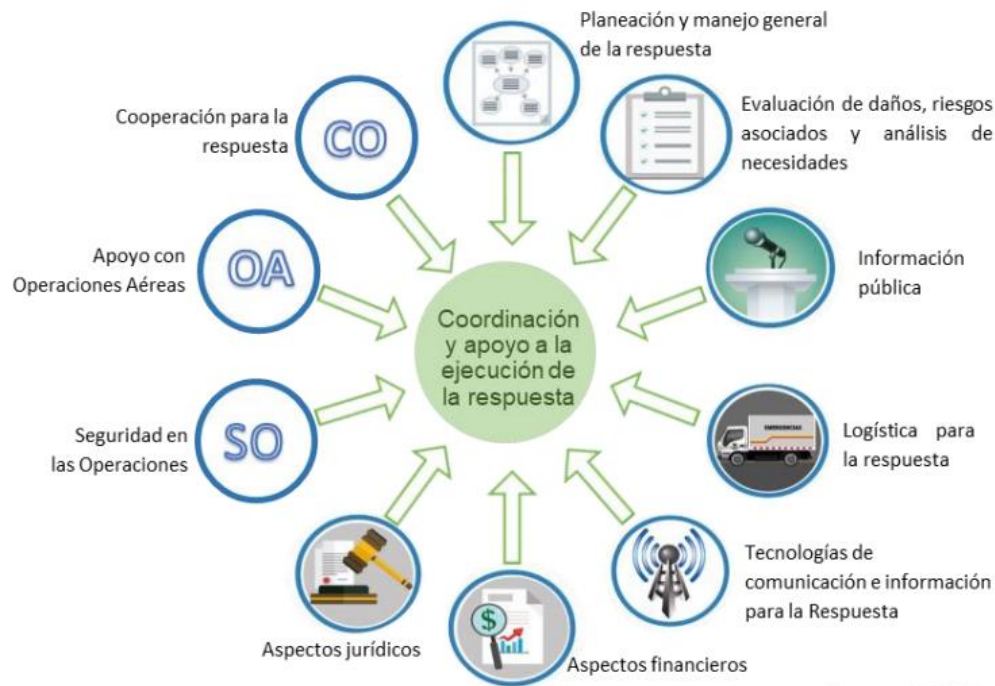 Planeación y manejo general
de la respuesta
Evaluación de daños, riesgos
asociados y análisis de
necesidades
Información
pública
EMERGENCIAS
Logística para
la respuesta
Tecnologías de
comunicación e información
para la Respuesta
Aspectos financieros
$
Aspectos jurídicos
Seguridad en
las Operaciones
SO
Apoyo con
Operaciones Aéreas
OA
Cooperación para la
respuesta
CO
Coordinación
y apoyo a la
ejecución de
la respuesta